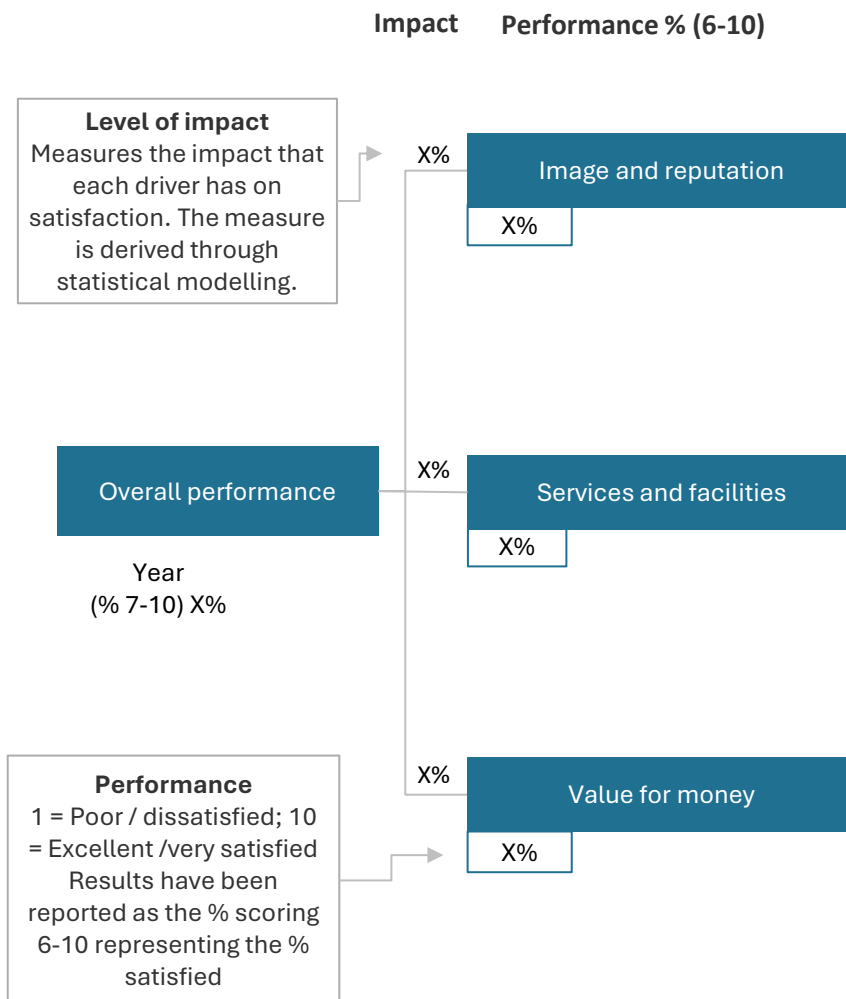 Impact Performance % (6-10)
Level of impact
Measures the impact that
each driver has on
satisfaction. The measure
is derived through
statistical modelling.
X%
Image and reputation
X%
Overall performance
Year
(% 7-10) X%
X%
Services and facilities
X%
Performance
1 = Poor / dissatisfied; 10
= Excellent /very satisfied
Results have been
reported as the % scoring
6-10 representing the %
satisfied
X%
Value for money
X%